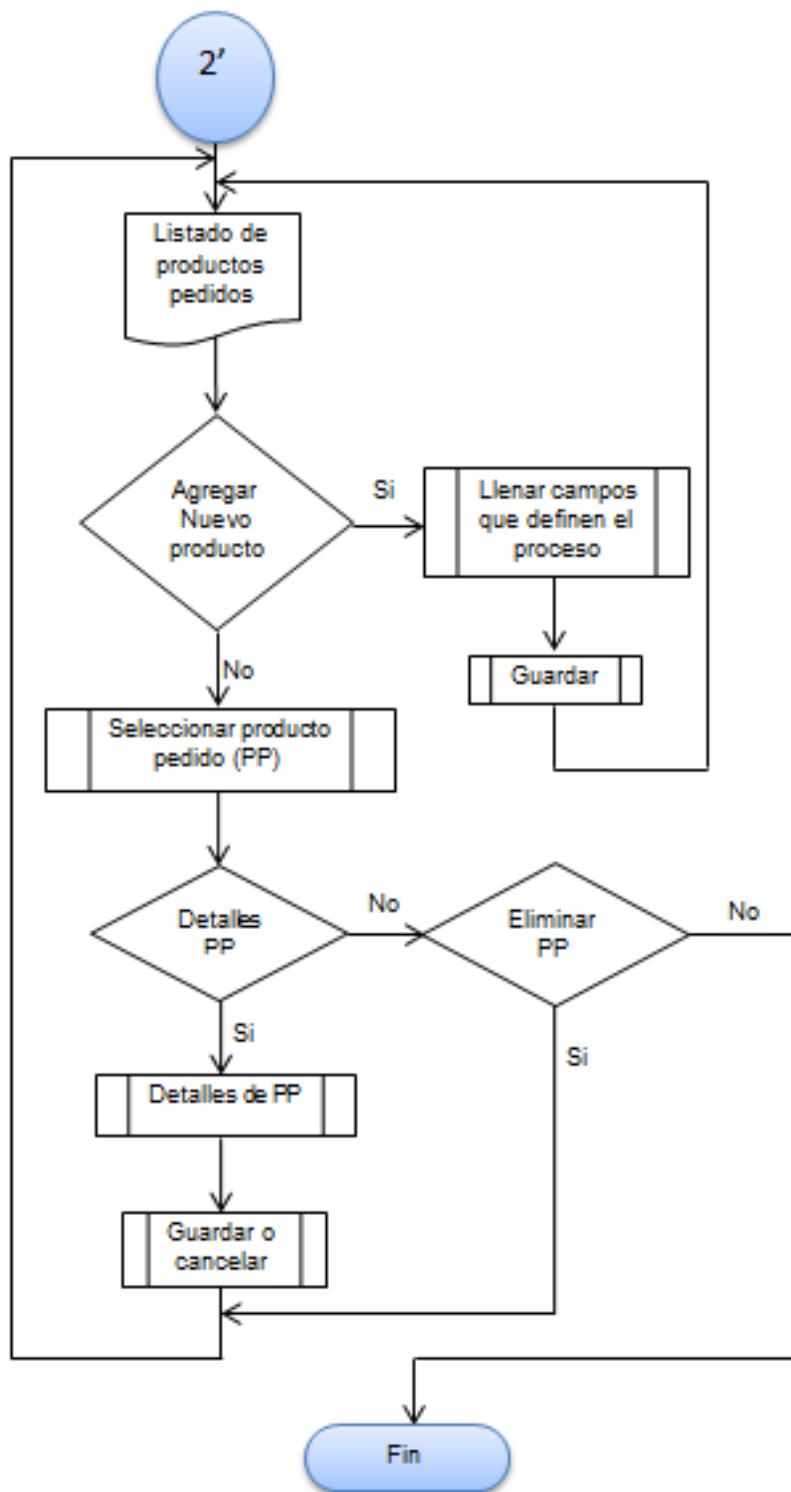 2’
Listado de
productos
pedidos
Agregar
Nuevo
producto
Si
Llenar campos
que definen el
proceso
Guardar
No
Seleccionar producto
pedido (PP)
Detalles
PP
No
Eliminar
PP
No
Si
Si
Detalles de PP
Guardar o
cancelar
Fin